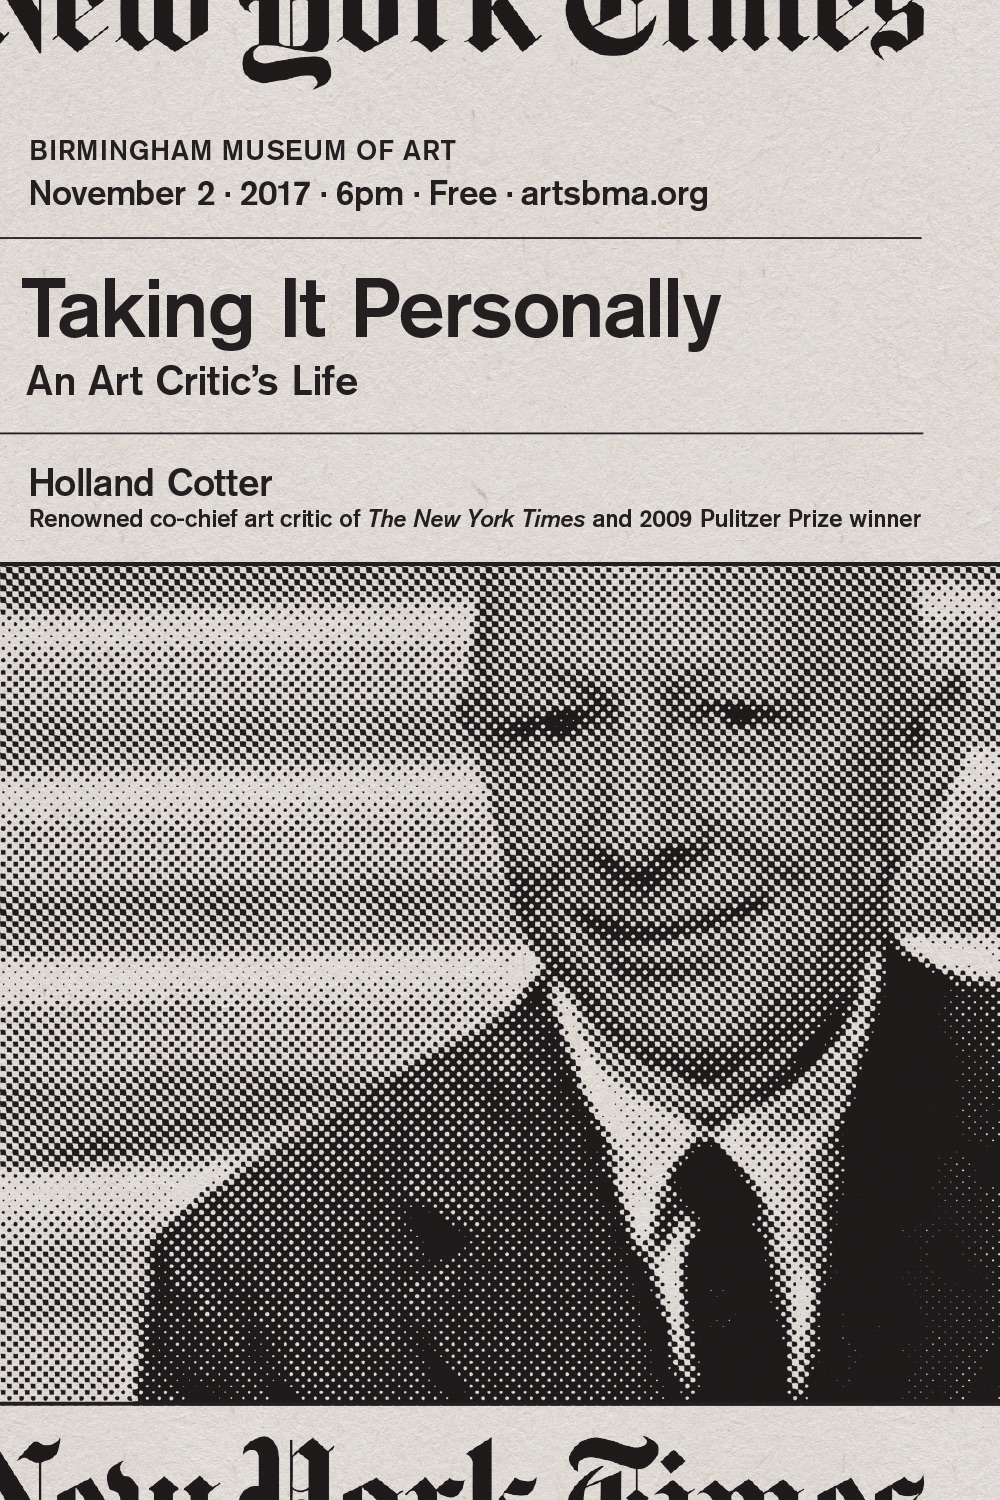 New York Times
BIRMINGHAM MUSEUM OF ART
November 2 · 2017 · 6pm · Free · artsbma.org
Taking It Personally
An Art Critic’s Life
Holland Cotter
Renowned co-chief art critic of The New York Times and 2009 Pulitzer Prize winner
New York Times